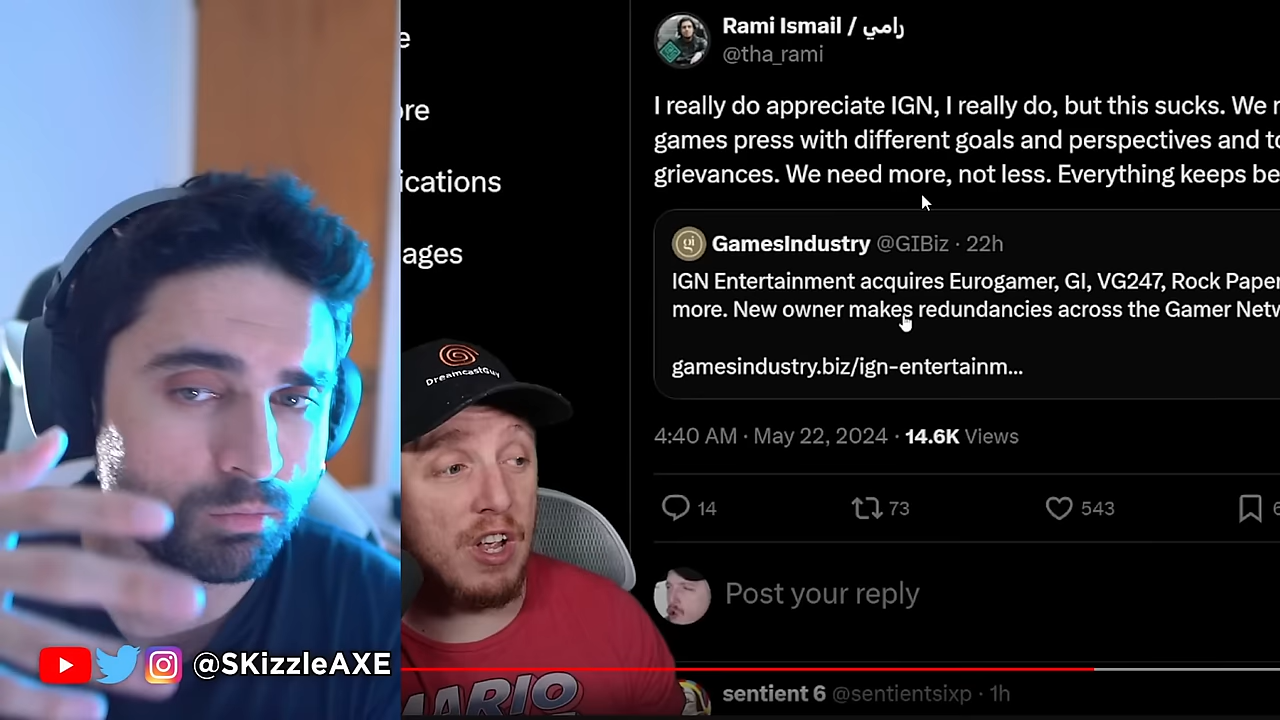 e
ore
ications
ages
Rami Ismail / رامي
@tha_rami
I really do appreciate IGN, I really do, but this sucks. We
games press with different goals and perspectives and
grievances. We need more, not less. Everything keeps
gi GamesIndustry @GIBiz · 22h
IGN Entertainment acquires Eurogamer, GI, VG247, Rock Paper
more. New owner makes redundancies across the Gamer
gamesindustry.biz/ign-entertainm...
4:40 AM · May 22, 2024 · 14.6K Views
14 73 543
Post your reply
sentient 6 @sentientsixp · 1h
DreamcastGuy
MARIO
@SKizzleAXE